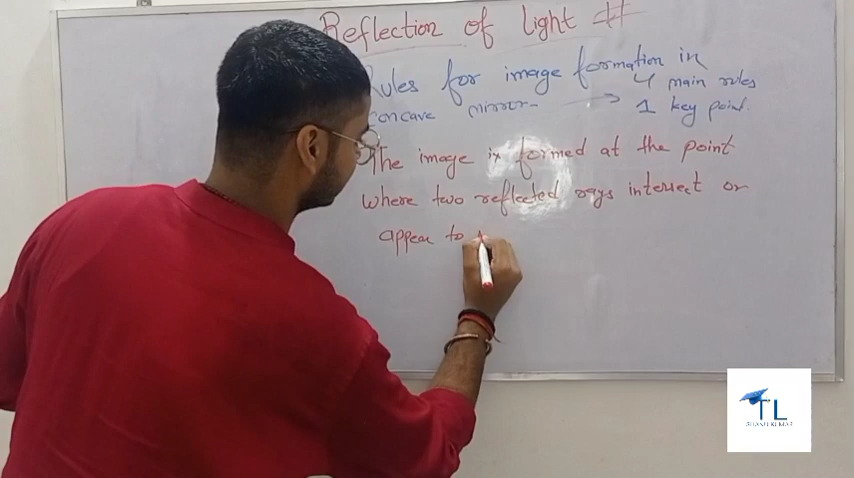 Reflection of light #
Rules for image formation in
concave mirror- → 4 main rules
1 key point.
The image is formed at the point
where two reflected rays intersect or
appear to
TL